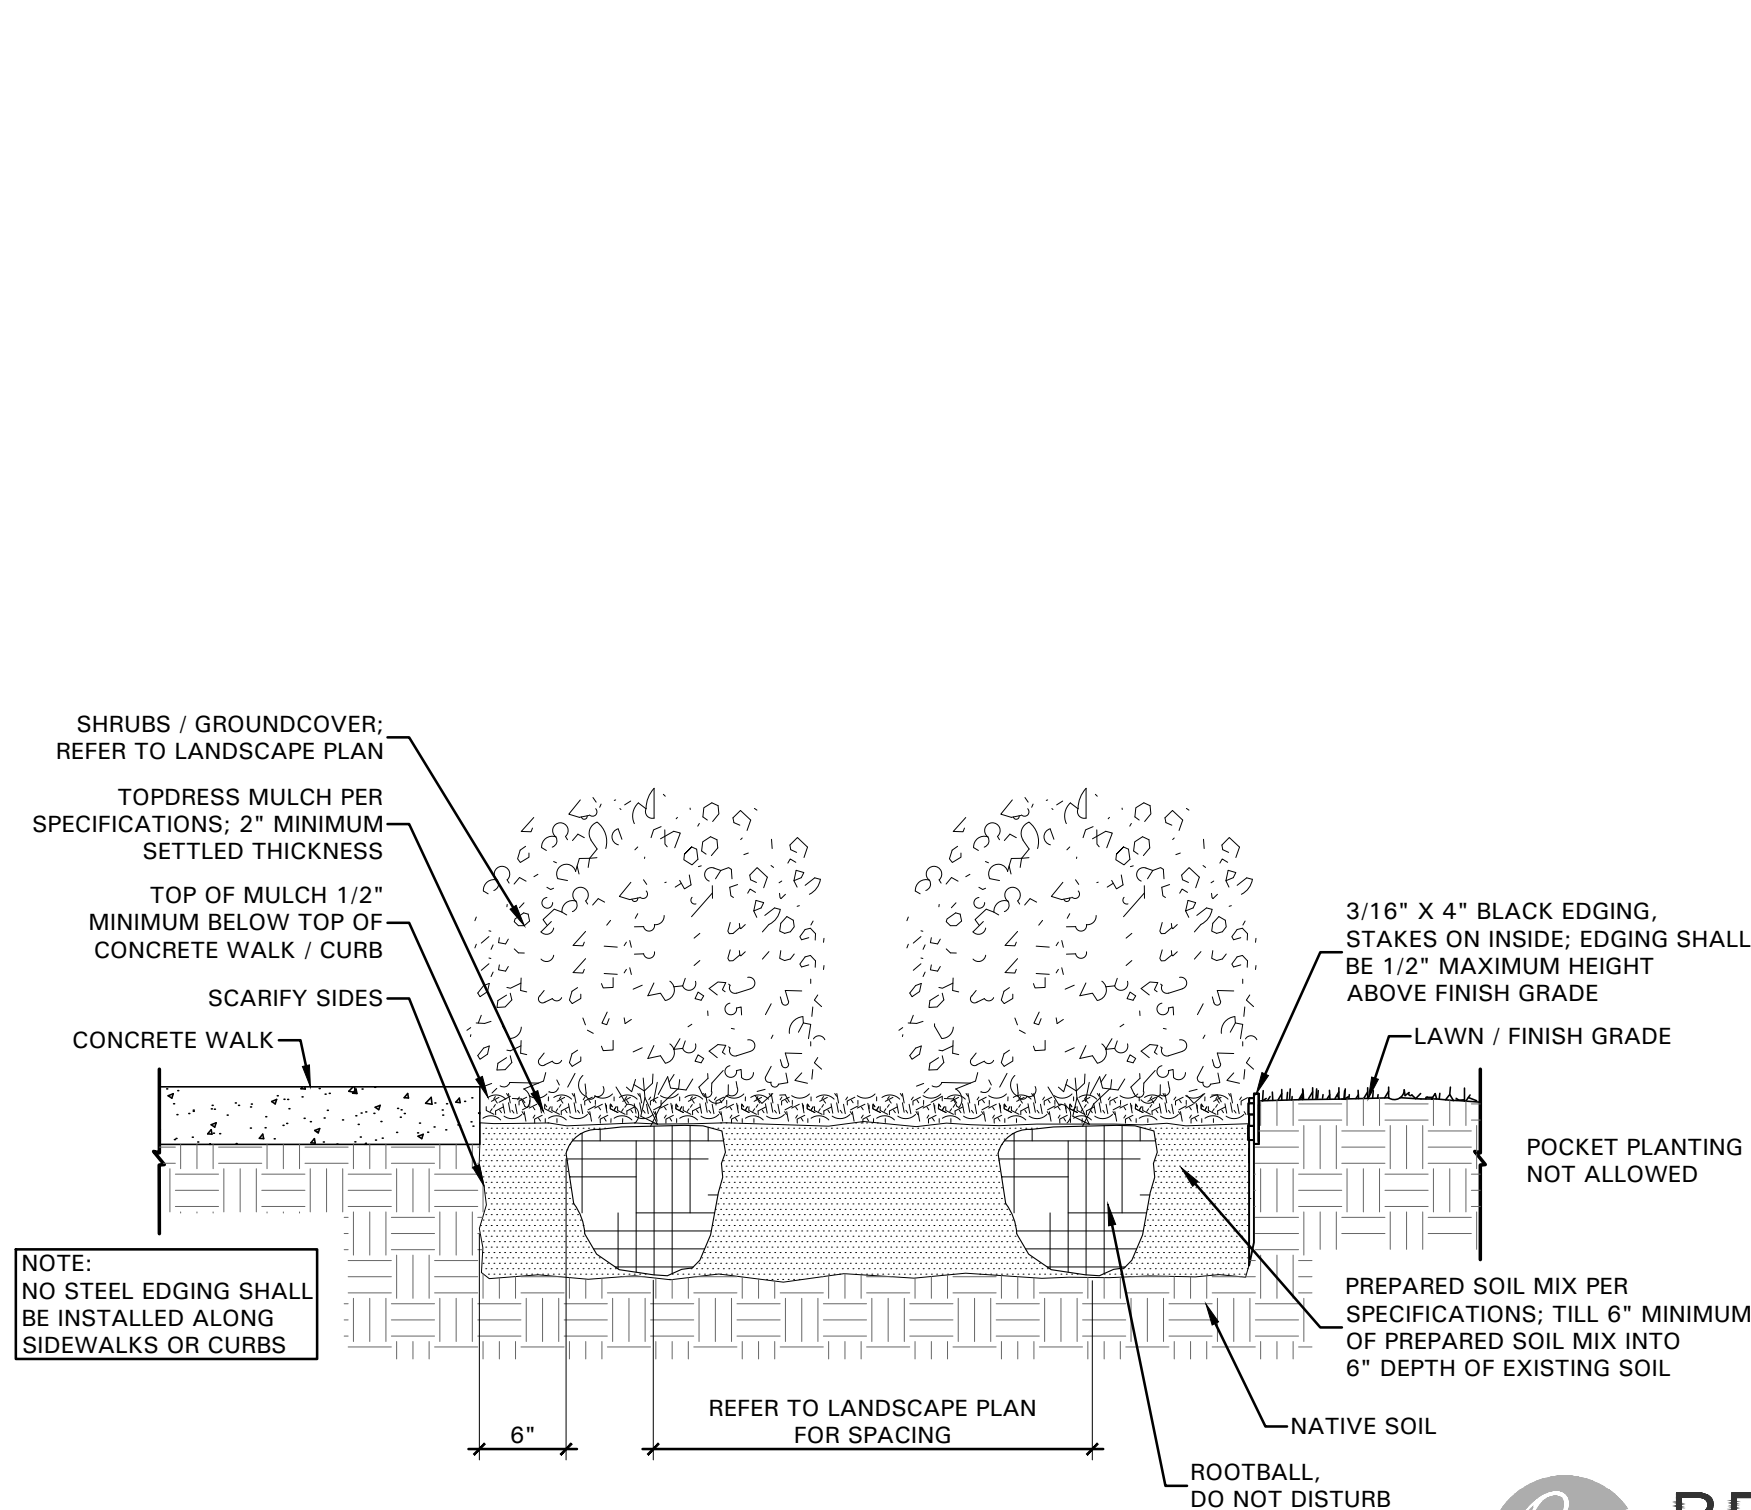 SHRUBS / GROUNDCOVER;
REFER TO LANDSCAPE PLAN
TOPDRESS MULCH PER
SPECIFICATIONS; 2" MINIMUM
SETTLED THICKNESS
TOP OF MULCH 1/2"
MINIMUM BELOW TOP OF
CONCRETE WALK / CURB
SCARIFY SIDES
CONCRETE WALK
NOTE:
NO STEEL EDGING SHALL
BE INSTALLED ALONG
SIDEWALKS OR CURBS
3/16" X 4" BLACK EDGING,
STAKES ON INSIDE; EDGING SHALL
BE 1/2" MAXIMUM HEIGHT
ABOVE FINISH GRADE
LAWN / FINISH GRADE
POCKET PLANTING
NOT ALLOWED
PREPARED SOIL MIX PER
SPECIFICATIONS; TILL 6" MINIMUM
OF PREPARED SOIL MIX INTO
6" DEPTH OF EXISTING SOIL
NATIVE SOIL
ROOTBALL,
DO NOT DISTURB
6"
REFER TO LANDSCAPE PLAN
FOR SPACING